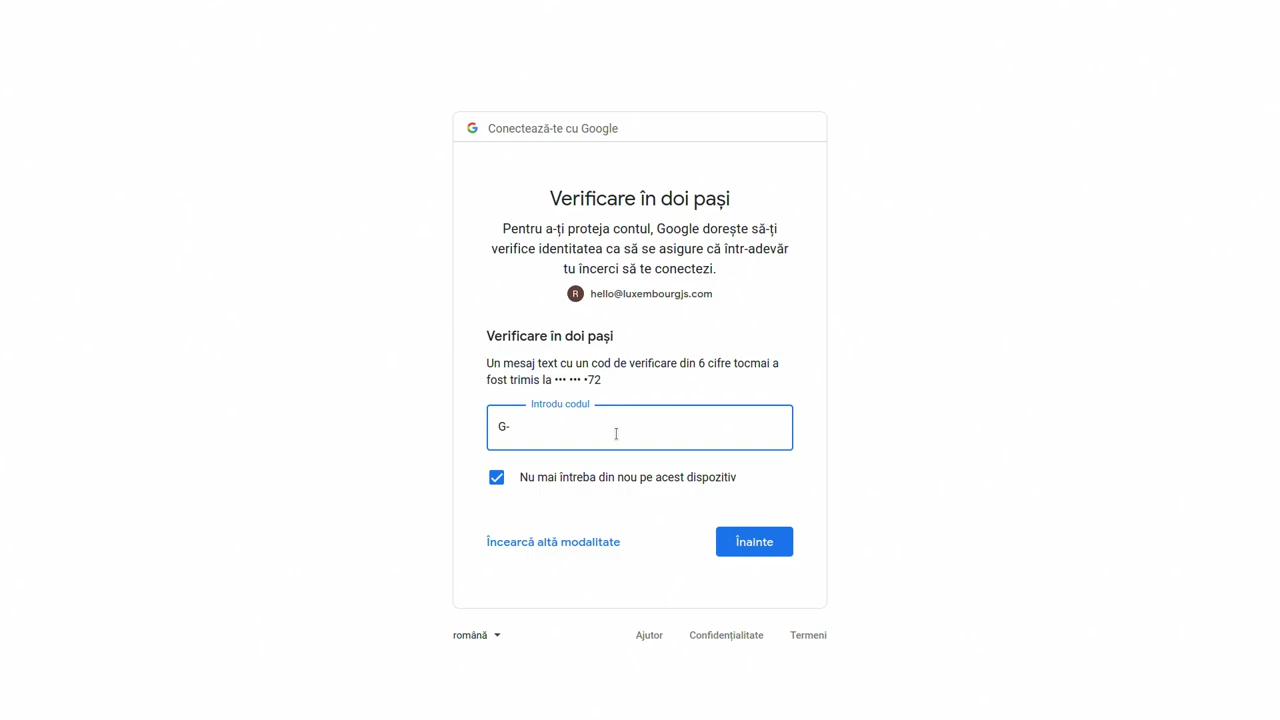 Conectează-te cu Google
Verificare în doi pași
Pentru a-ți proteja contul, Google dorește să-ți
verifice identitatea ca să se asigure că într-adevăr
tu încerci să te conectezi.
R hello@luxembourgjs.com
Verificare în doi pași
Un mesaj text cu un cod de verificare din 6 cifre tocmai a
fost trimis la ••• ••• •72
Introdu codul
G-
Nu mai întreba din nou pe acest dispozitiv
Încearcă altă modalitate
Înainte
română
Ajutor
Confidențialitate
Termeni